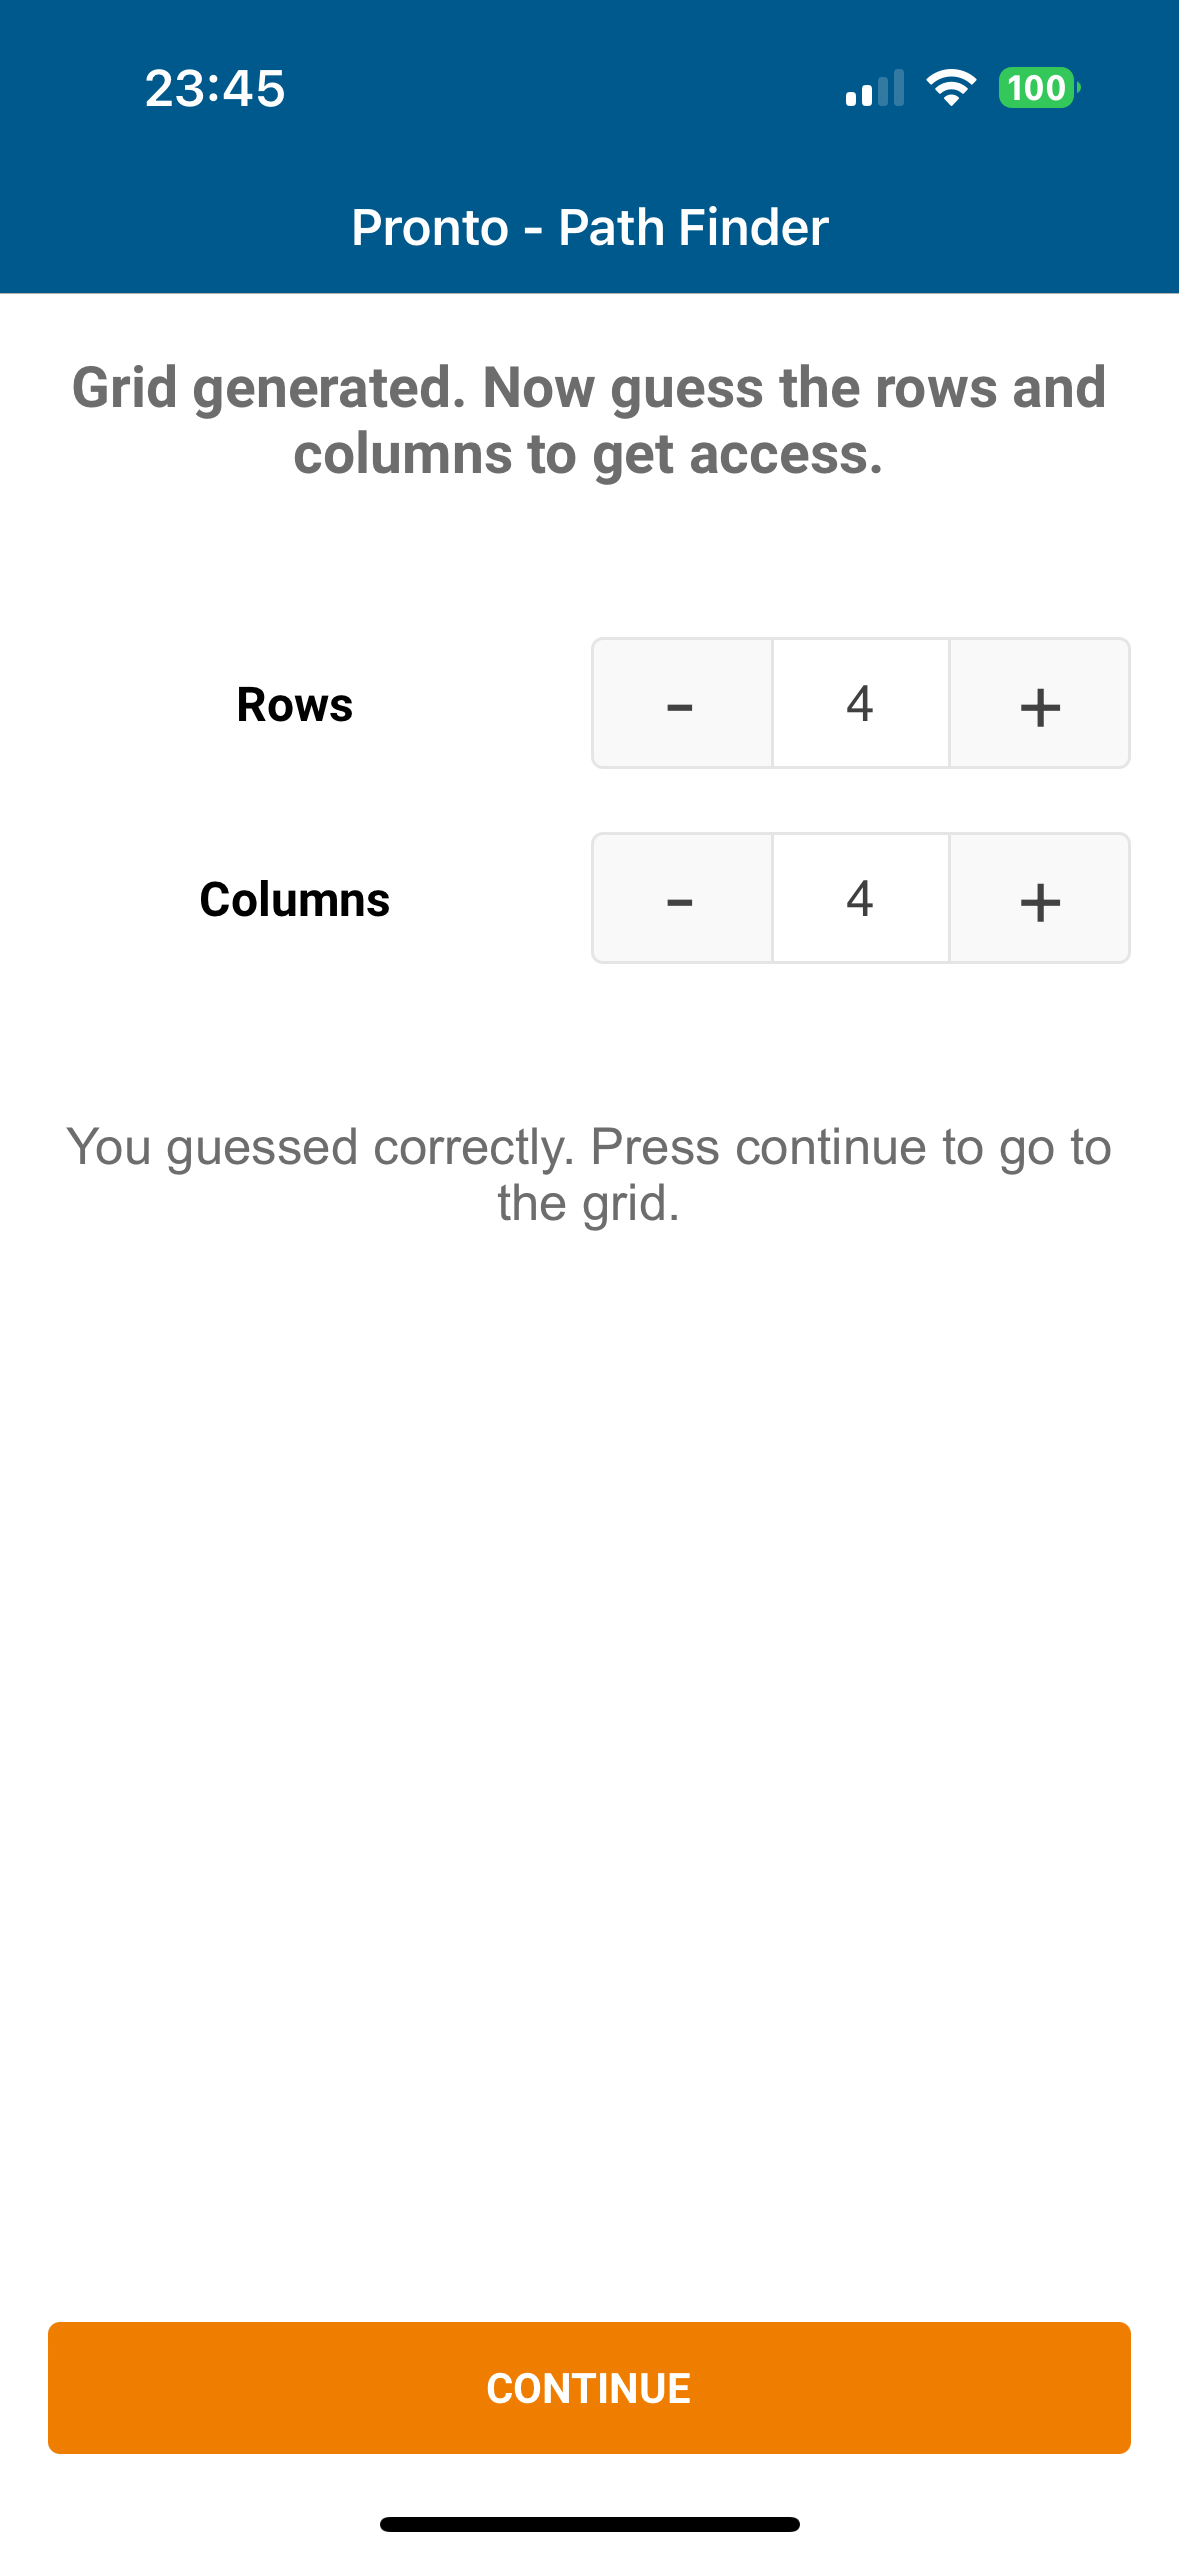 23:45
100
Pronto - Path Finder
Grid generated. Now guess the rows and
columns to get access.
Rows
- 4 +
Columns
- 4 +
You guessed correctly. Press continue to go to
the grid.
CONTINUE